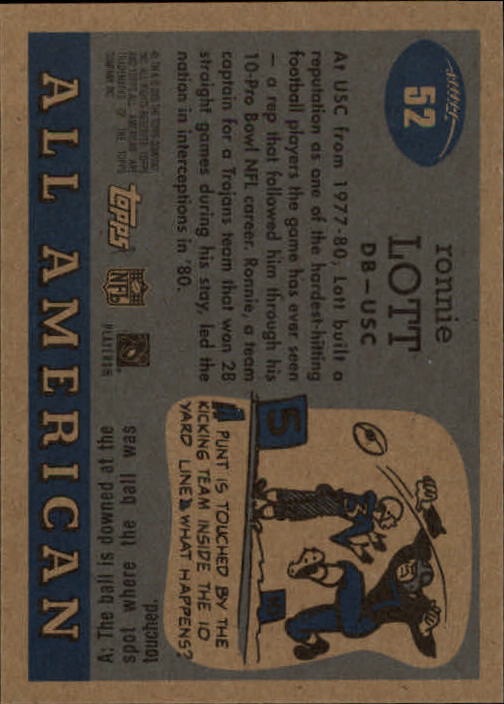 52
ronnie
LOTT
DB-USC
At USC from 1977-80, Lott built a
reputation as one of the hardest-hitting
football players the game has ever seen
— a rep that followed him through his
10-Pro Bowl NFL career. Ronnie, a team
captain for a Trojans team that won 28
straight games during his stay, led the
nation in interceptions in '80.
topps
NFL
PLAYERS
5
PUNT IS TOUCHED BY THE
KICKING TEAM INSIDE THE 10
YARD LINE. WHAT HAPPENS?
A: The ball is downed at the
spot where the ball was
touched.
ALL AMERICAN